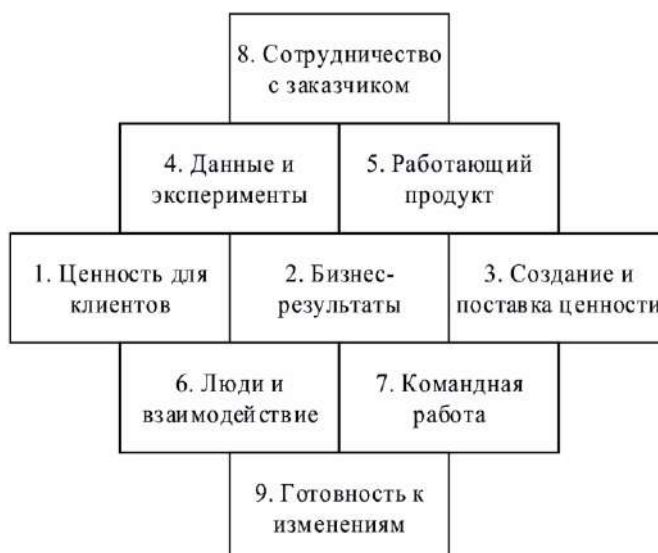 8. Сотрудничество
с заказчиком
4. Данные и
эксперименты
5. Работающий
продукт
1. Ценность для
клиентов
2. Бизнес-
результаты
3. Создание и
поставка ценности
6. Люди и
взаимодействие
7. Командная
работа
9. Готовность к
изменениям